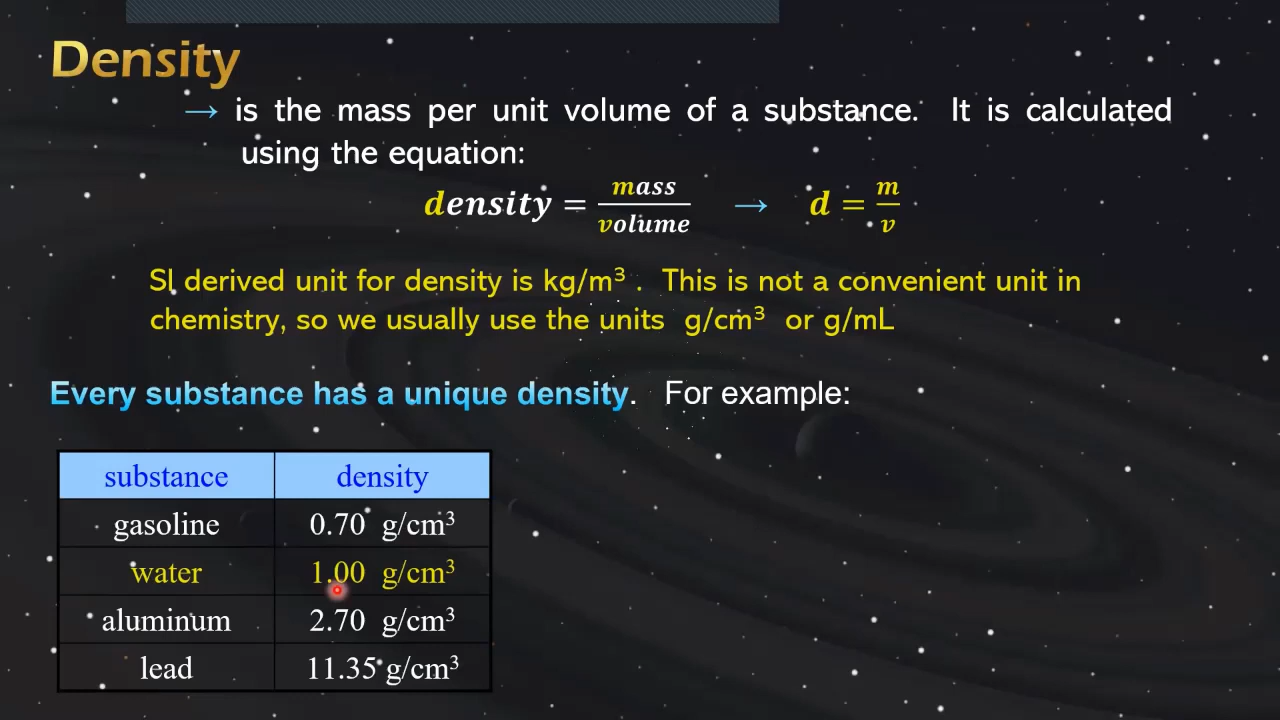 Density
→ is the mass per unit volume of a substance. It is calculated
using the equation:
density = mass/volume → d = m/v
SI derived unit for density is kg/m³ . This is not a convenient unit in
chemistry, so we usually use the units g/cm³ or g/mL
Every substance has a unique density. For example:
substance density
gasoline 0.70 g/cm³
water 1.00 g/cm³
aluminum 2.70 g/cm³
lead 11.35 g/cm³